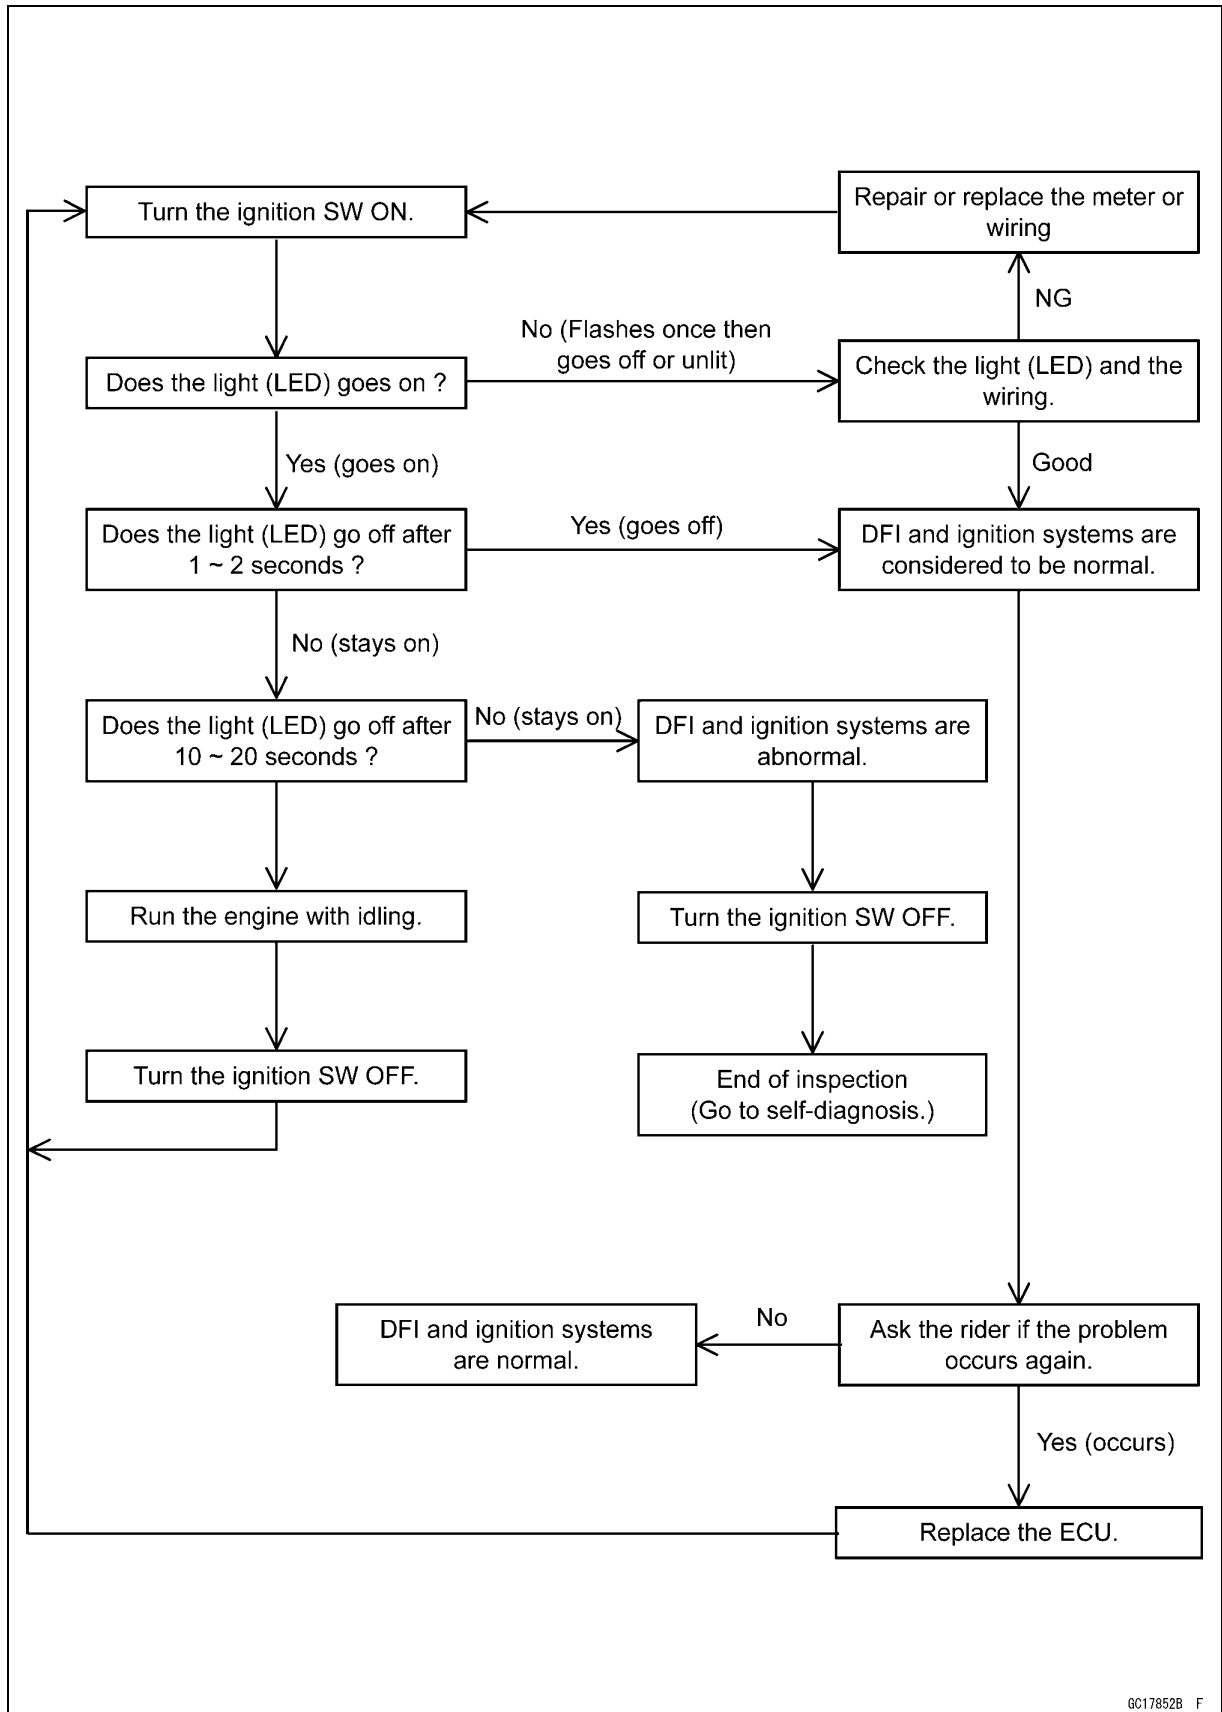 Turn the ignition SW ON.
Repair or replace the meter or
wiring
NG
No (Flashes once then
goes off or unlit)
Does the light (LED) goes on ?
Check the light (LED) and the
wiring.
Yes (goes on)
Good
Does the light (LED) go off after
1 ~ 2 seconds ?
Yes (goes off)
DFI and ignition systems are
considered to be normal.
No (stays on)
Does the light (LED) go off after
10 ~ 20 seconds ?
No (stays on)
DFI and ignition systems are
abnormal.
Run the engine with idling.
Turn the ignition SW OFF.
Turn the ignition SW OFF.
End of inspection
(Go to self-diagnosis.)
DFI and ignition systems
are normal.
No
Ask the rider if the problem
occurs again.
Yes (occurs)
Replace the ECU.
GC17852B F